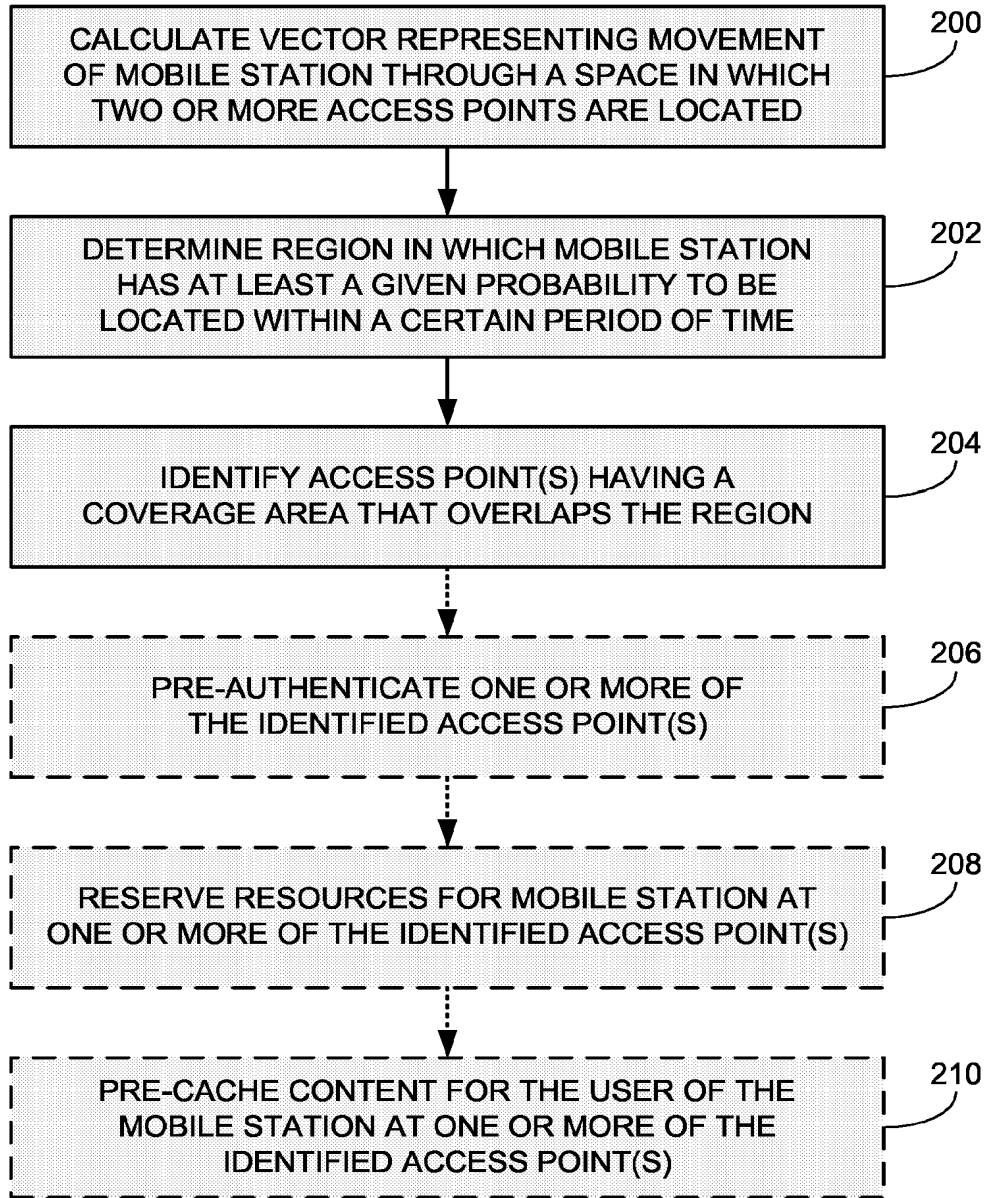 CALCULATE VECTOR REPRESENTING MOVEMENT
OF MOBILE STATION THROUGH A SPACE IN WHICH
TWO OR MORE ACCESS POINTS ARE LOCATED
200
DETERMINE REGION IN WHICH MOBILE STATION
HAS AT LEAST A GIVEN PROBABILITY TO BE
LOCATED WITHIN A CERTAIN PERIOD OF TIME
202
IDENTIFY ACCESS POINT(S) HAVING A
COVERAGE AREA THAT OVERLAPS THE REGION
204
PRE-AUTHENTICATE ONE OR MORE OF
THE IDENTIFIED ACCESS POINT(S)
206
RESERVE RESOURCES FOR MOBILE STATION AT
ONE OR MORE OF THE IDENTIFIED ACCESS POINT(S)
208
PRE-CACHE CONTENT FOR THE USER OF THE
MOBILE STATION AT ONE OR MORE OF THE
IDENTIFIED ACCESS POINT(S)
210